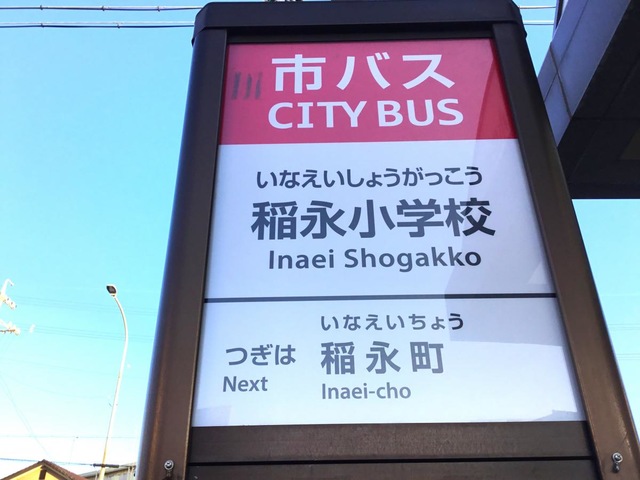 市バス
CITY BUS
いなえいしょうがっこう
稲永小学校
Inaei Shogakko
いなえいちょう
つぎは 稲永町
Next Inaei-cho